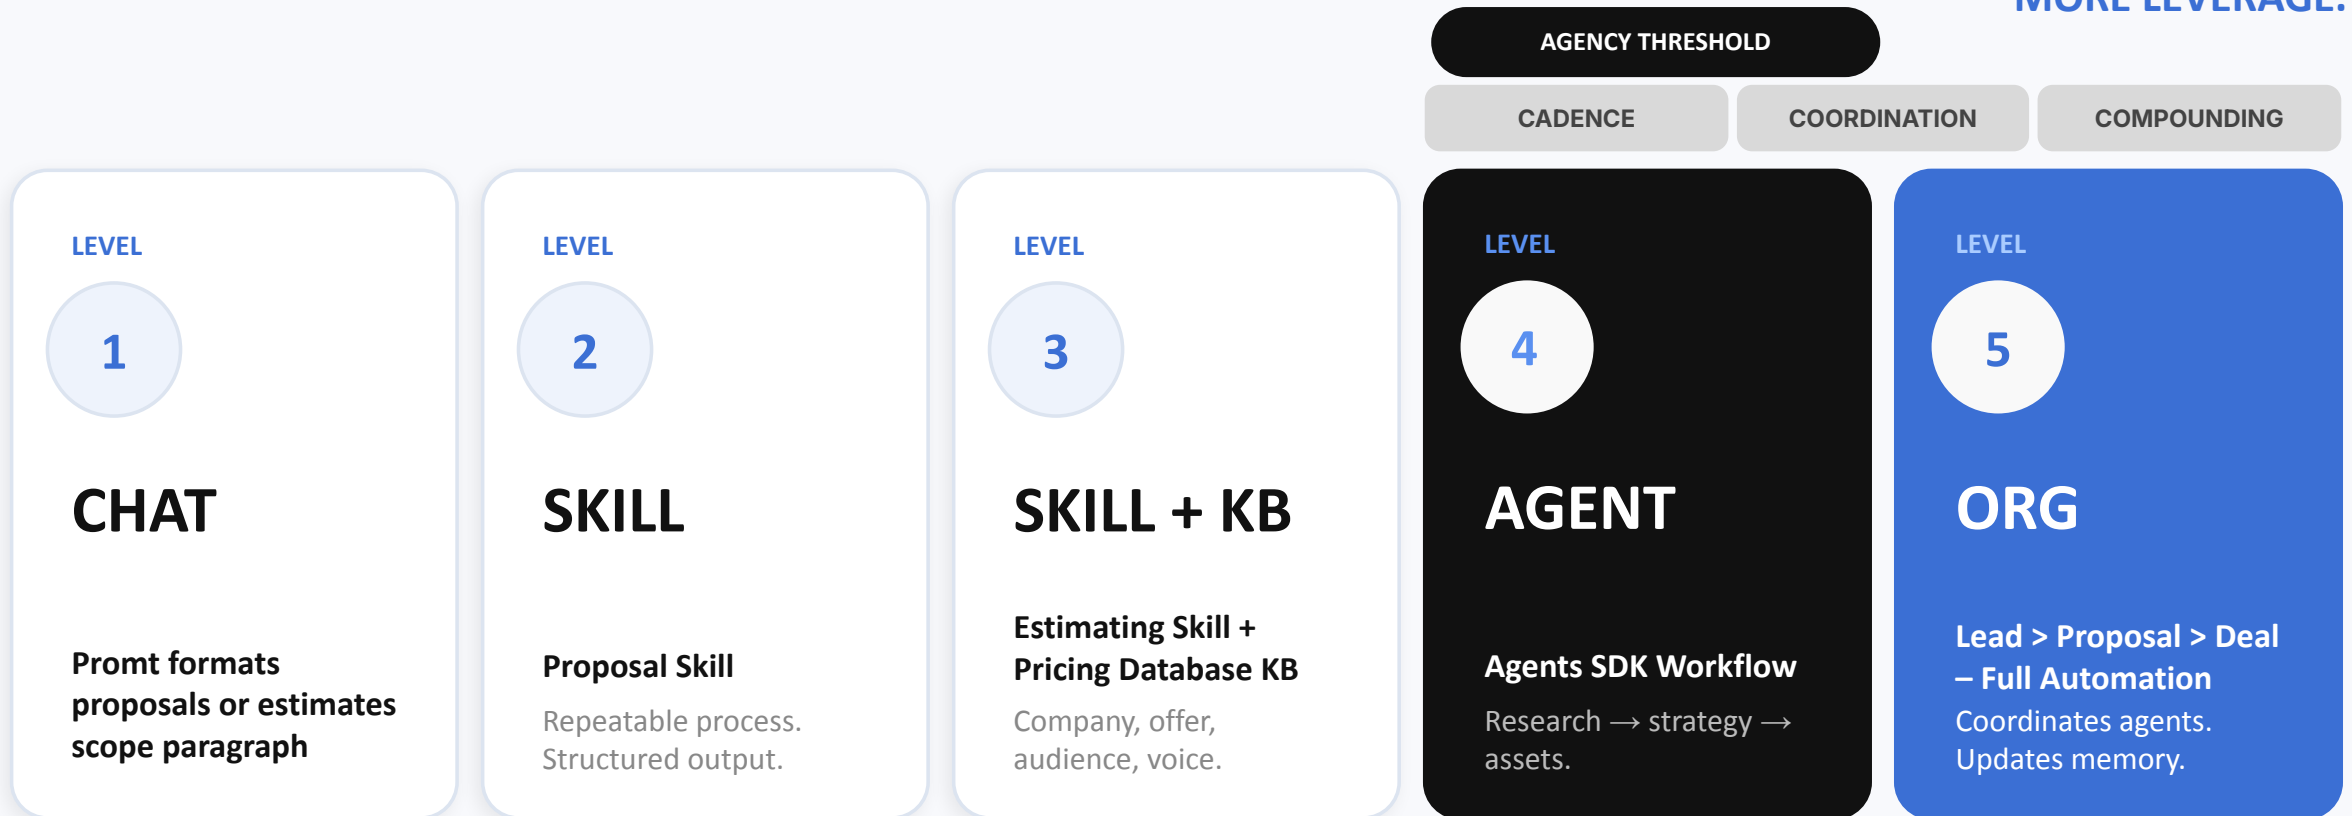 MORE LEVERAGE.
AGENCY THRESHOLD
CADENCE
COORDINATION
COMPOUNDING
LEVEL
1
CHAT
Promt formats
proposals or estimates
scope paragraph
LEVEL
2
SKILL
Proposal Skill
Repeatable process.
Structured output.
LEVEL
3
SKILL + KB
Estimating Skill +
Pricing Database KB
Company, offer,
audience, voice.
LEVEL
4
AGENT
Agents SDK Workflow
Research → strategy →
assets.
LEVEL
5
ORG
Lead > Proposal > Deal
– Full Automation
Coordinates agents.
Updates memory.